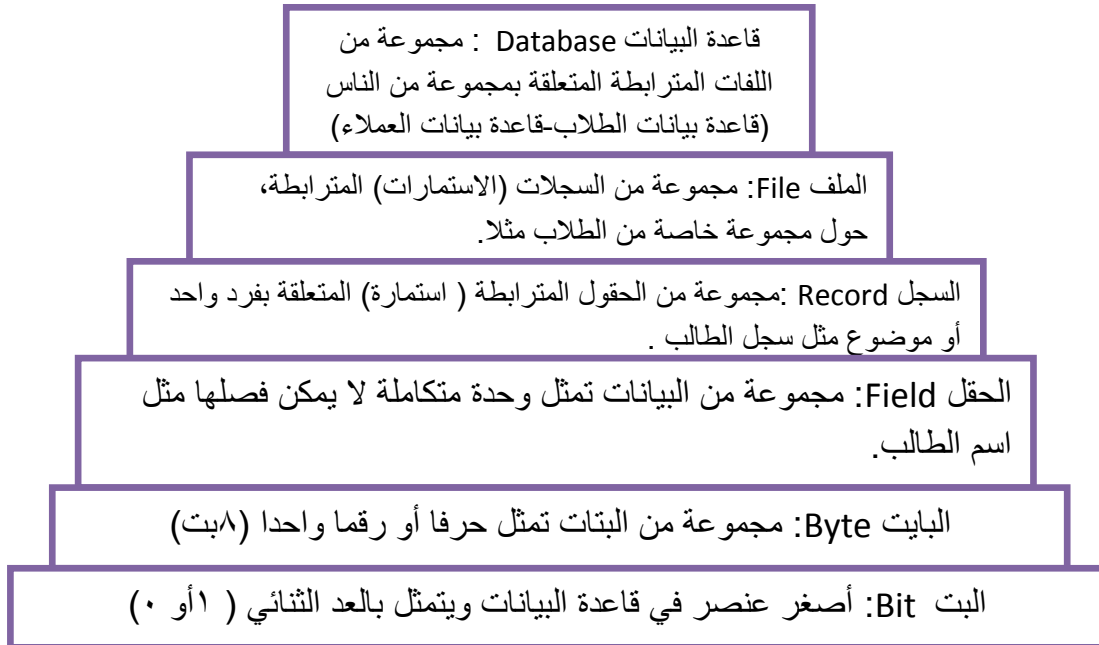 قاعدة البيانات Database : مجموعة من
اللفات المترابطة المتعلقة بمجموعة من الناس
(قاعدة بيانات الطلاب-قاعدة بيانات العملاء)
الملف File: مجموعة من السجلات (الاستمارات) المترابطة،
حول مجموعة خاصة من الطلاب مثلا.
السجل Record :مجموعة من الحقول المترابطة ( استمارة) المتعلقة بفرد واحد
أو موضوع مثل سجل الطالب .
الحقل Field: مجموعة من البيانات تمثل وحدة متكاملة لا يمكن فصلها مثل
اسم الطالب.
البايت Byte: مجموعة من البتات تمثل حرفا أو رقما واحدا (٨بت)
البت Bit: أصغر عنصر في قاعدة البيانات ويتمثل بالعد الثنائي ( ١أو ٠)